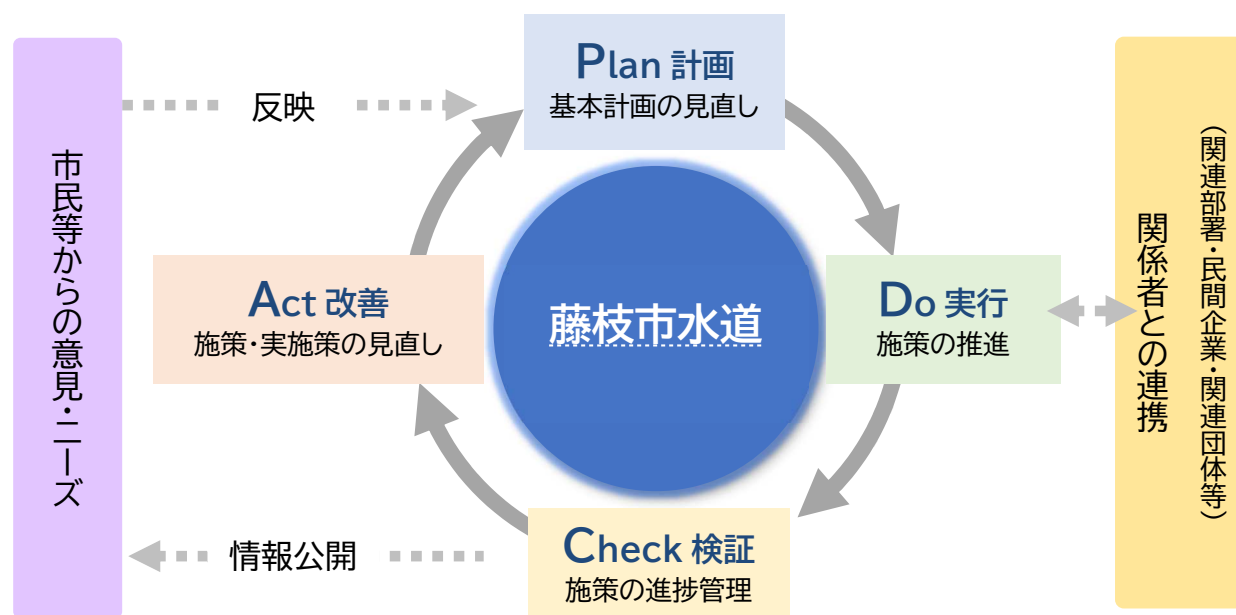 市民等からの意見・ニーズ
反映
Plan 計画
基本計画の見直し
Act 改善
施策・実施策の見直し
藤枝市水道
Do 実行
施策の推進
Check 検証
施策の進捗管理
情報公開
関係者との連携
（関連部署・民間企業・関連団体等）